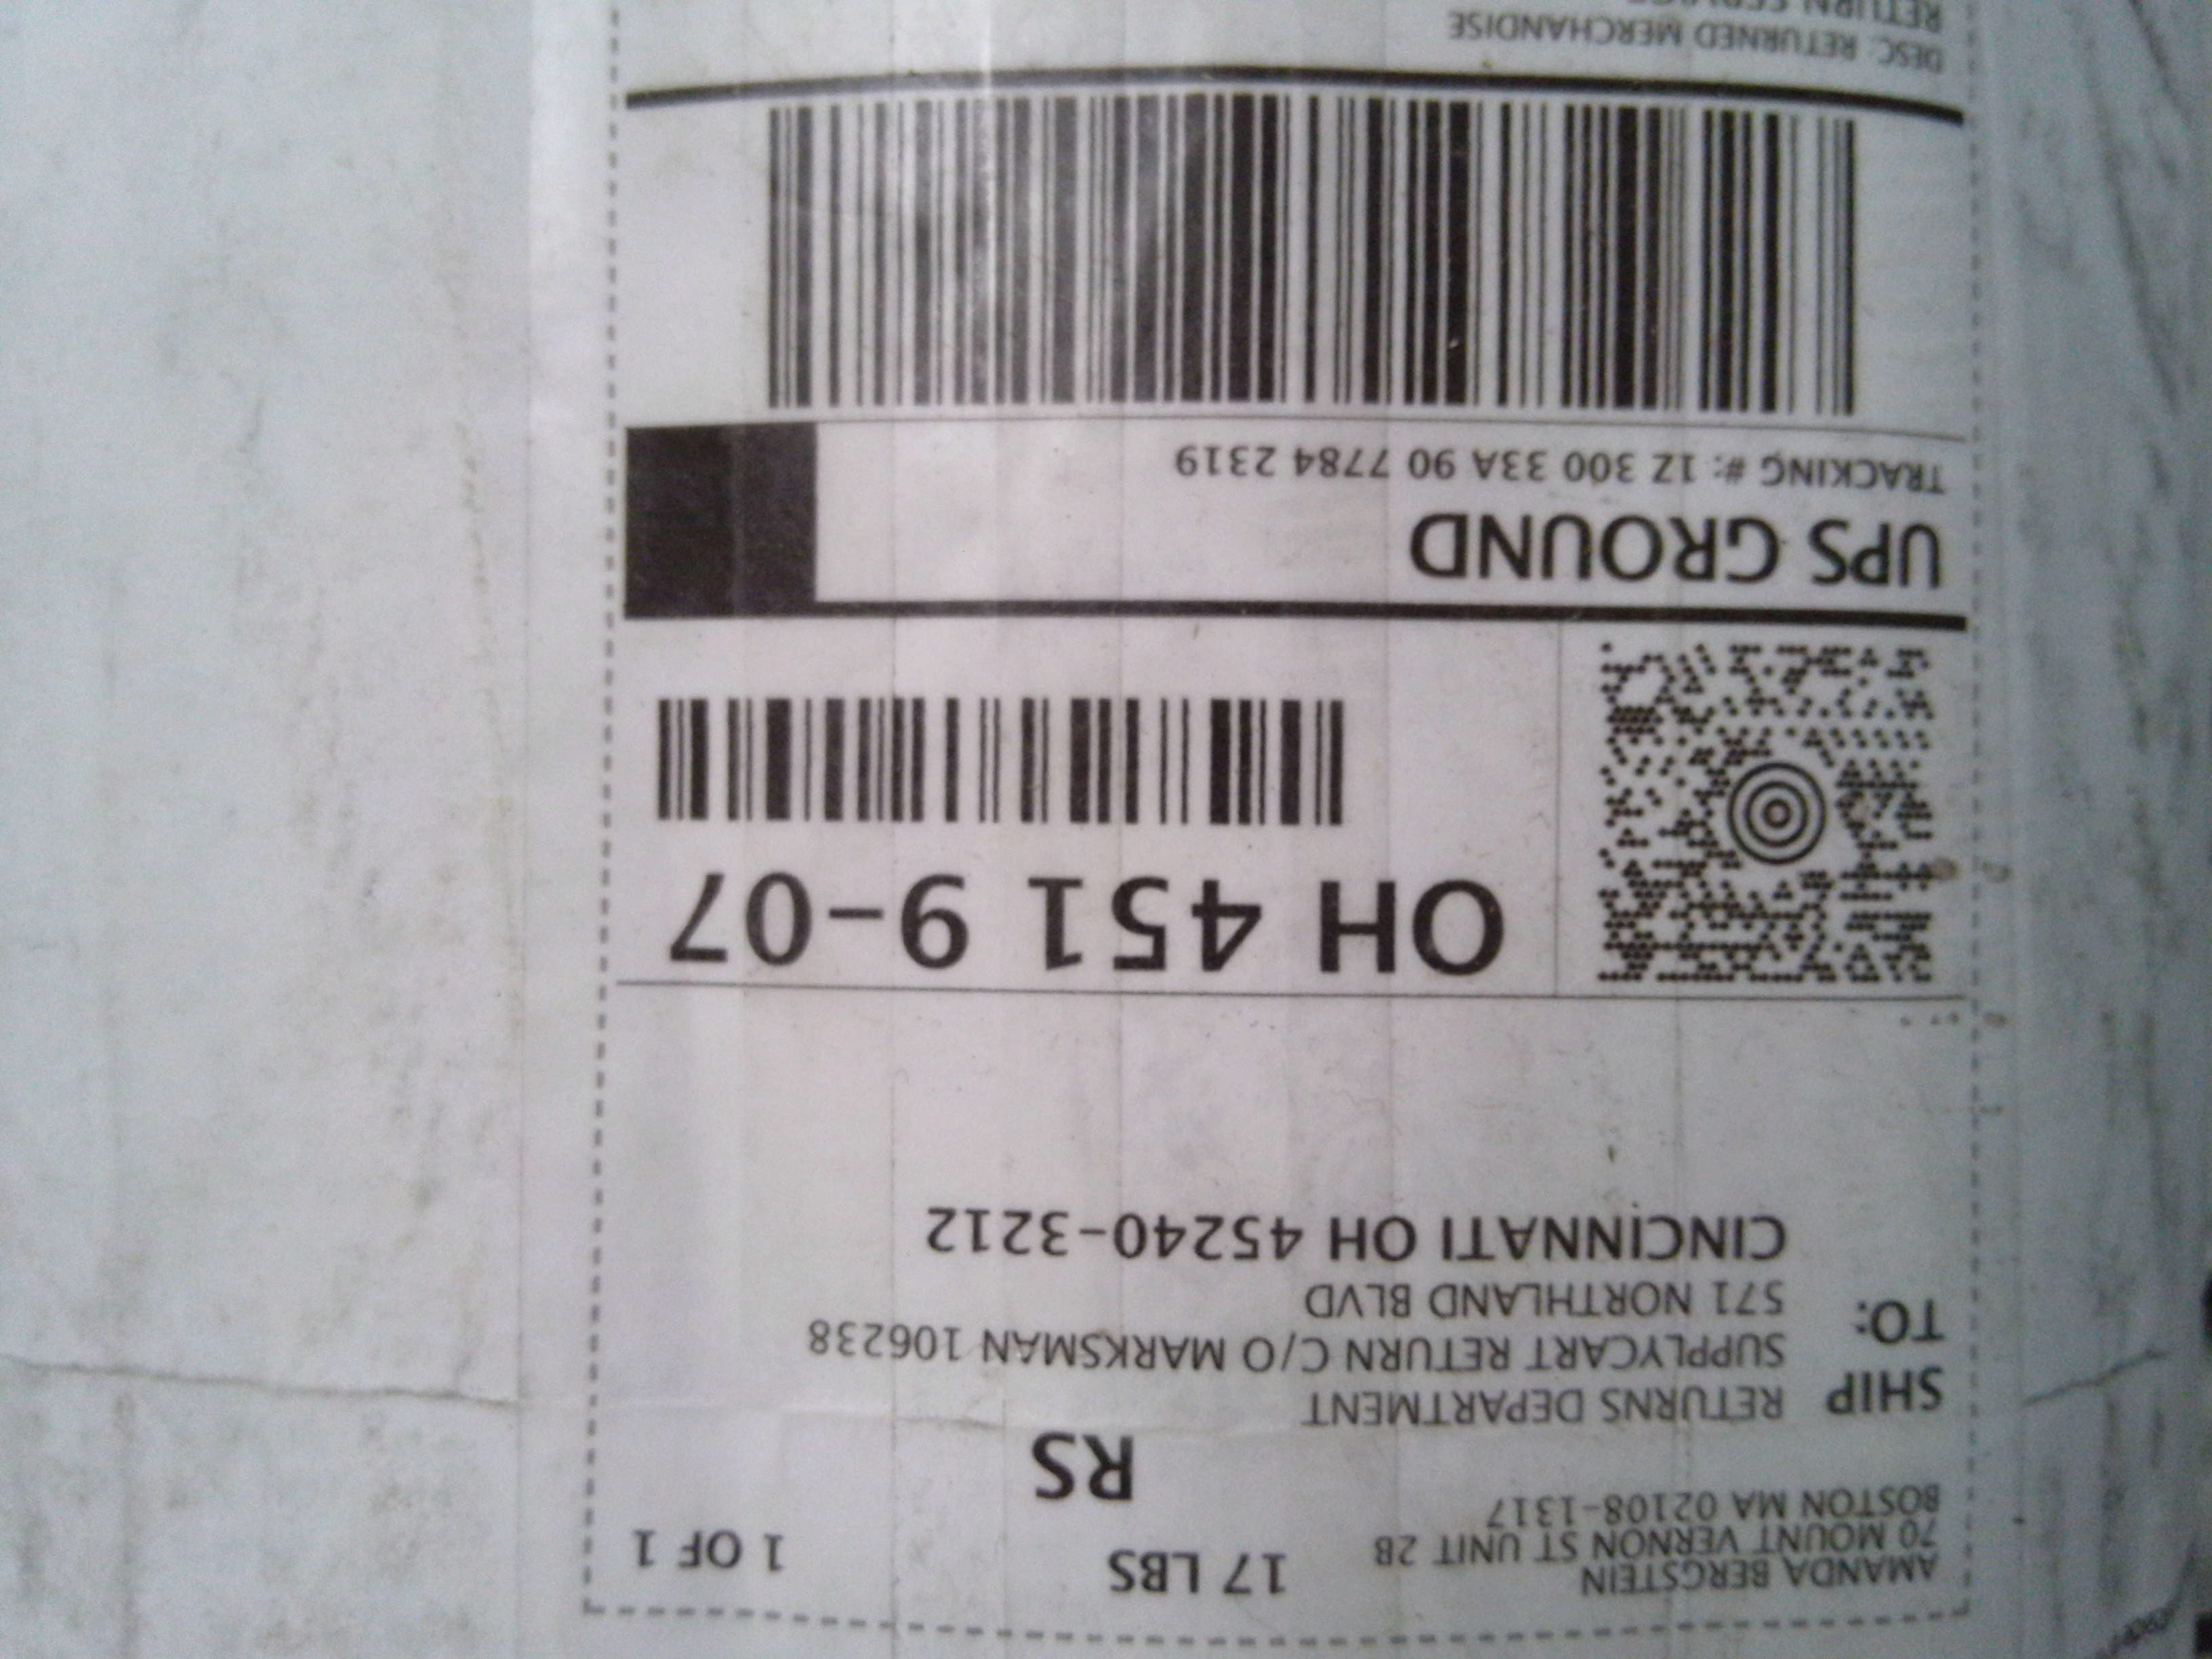 AMANDA BERGSTEIN
70 MOUNT VERNON ST UNIT 2B
BOSTON MA 02108-1317
17 LBS
1 OF 1
RS
SHIP TO:
RETURNS DEPARTMENT
SUPPLYCART RETURN C/O MARKSMAN 106238
571 NORTHLAND BLVD
CINCINNATI OH 45240-3212
OH 451 9-07
UPS GROUND
TRACKING #: 1Z 300 33A 90 7784 2319
DESC: RETURNED MERCHANDISE
RETURN SERVICE